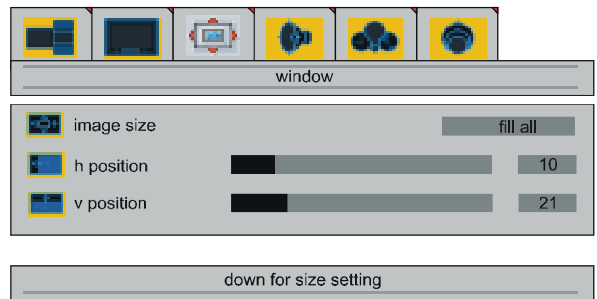 window
image size
fill all
h position
10
v position
21
down for size setting